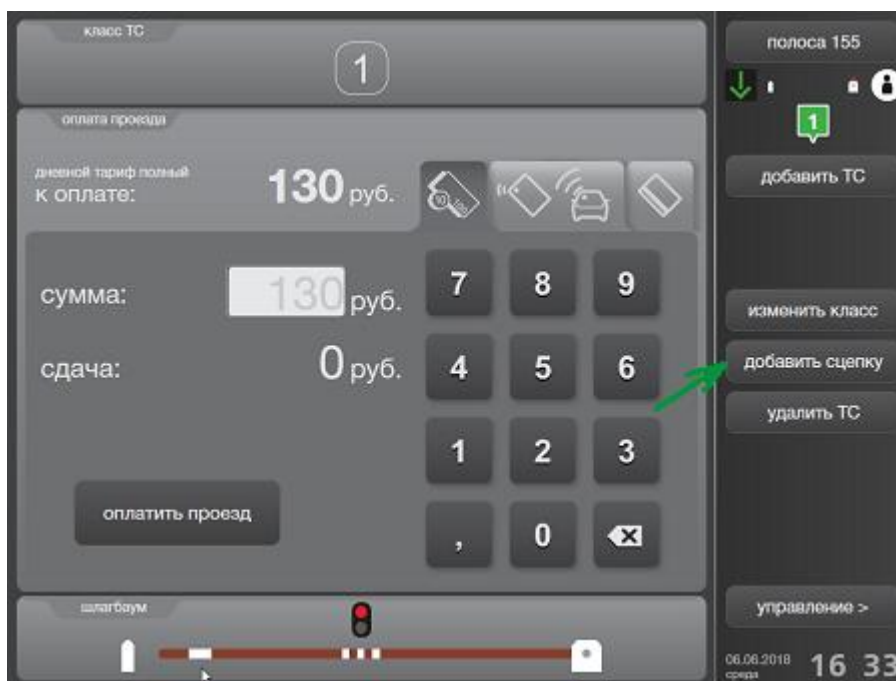 класс ТС
1
оплата проезда
дневной тариф полный
к оплате:
130 руб.
сумма:
130 руб.
сдача:
0 руб.
7 8 9
4 5 6
1 2 3
, 0
оплатить проезд
шлагбаум
полоса 155
1
добавить ТС
изменить класс
добавить сцепку
удалить ТС
управление >
06.06.2018
среда
16 33